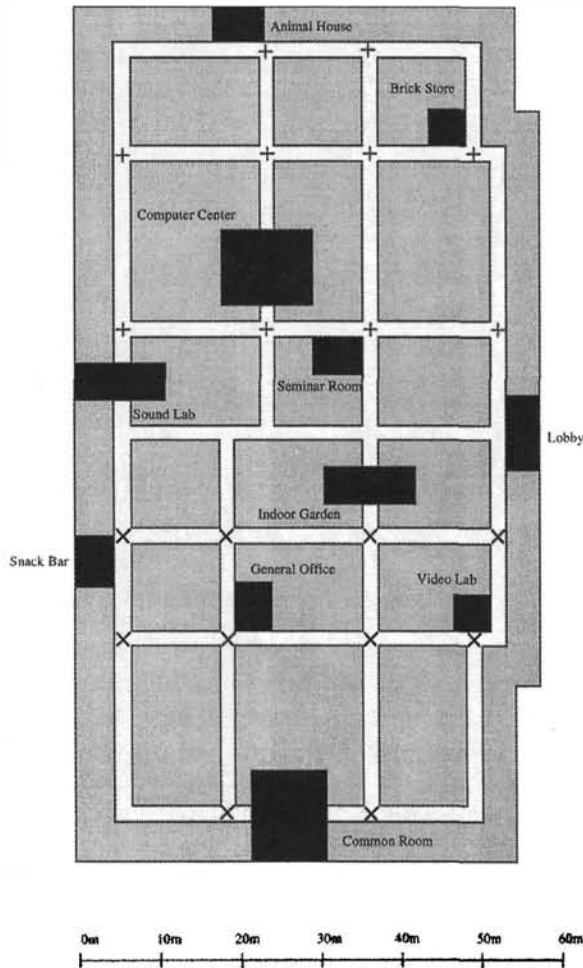 Animal House
Brick Store
Computer Center
Seminar Room
Sound Lab
Lobby
Indoor Garden
Snack Bar
General Office
Video Lab
Common Room
0m 10m 20m 30m 40m 50m 60m